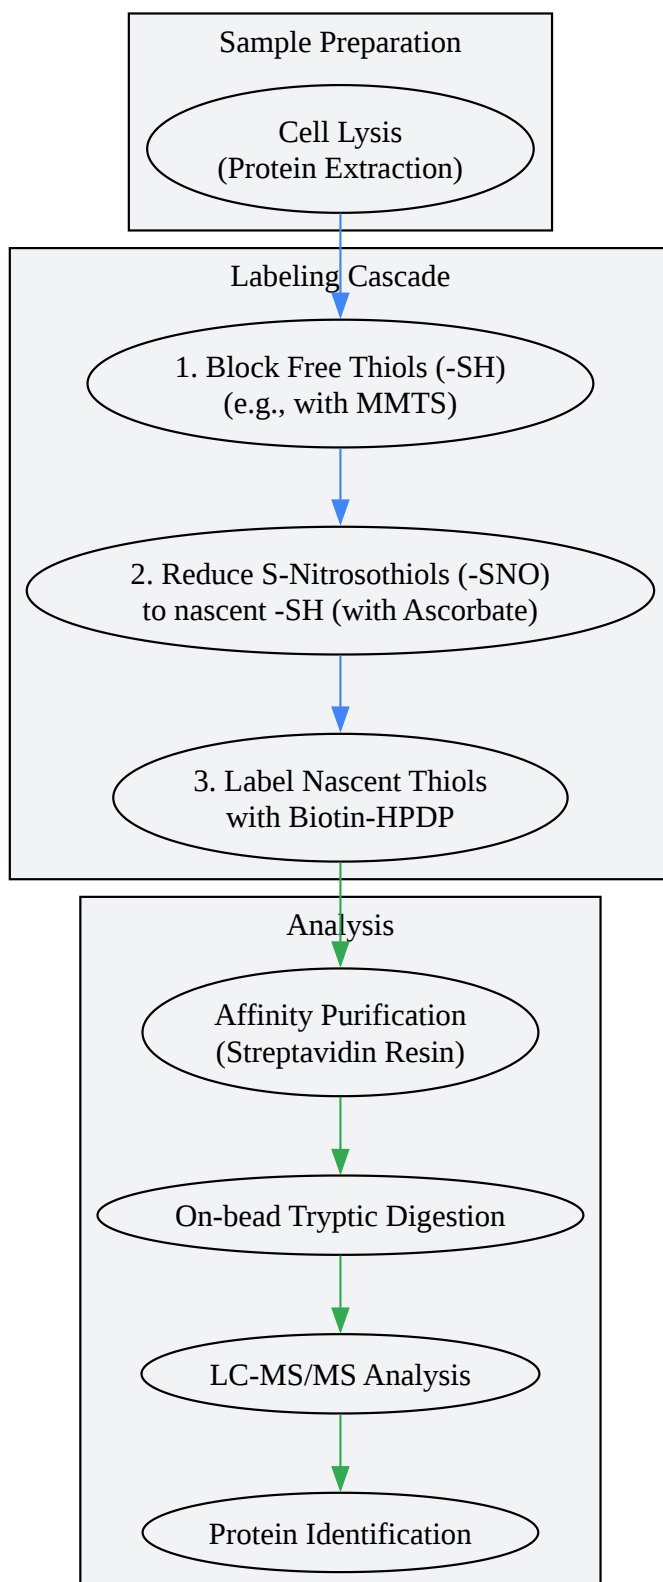 Sample Preparation
Cell Lysis
(Protein Extraction)
Labeling Cascade
1. Block Free Thiols (-SH)
(e.g., with MMTS)
2. Reduce S-Nitrosothiols (-SNO)
to nascent -SH (with Ascorbate)
3. Label Nascent Thiols
with Biotin-HPDP
Analysis
Affinity Purification
(Streptavidin Resin)
On-bead Tryptic Digestion
LC-MS/MS Analysis
Protein Identification